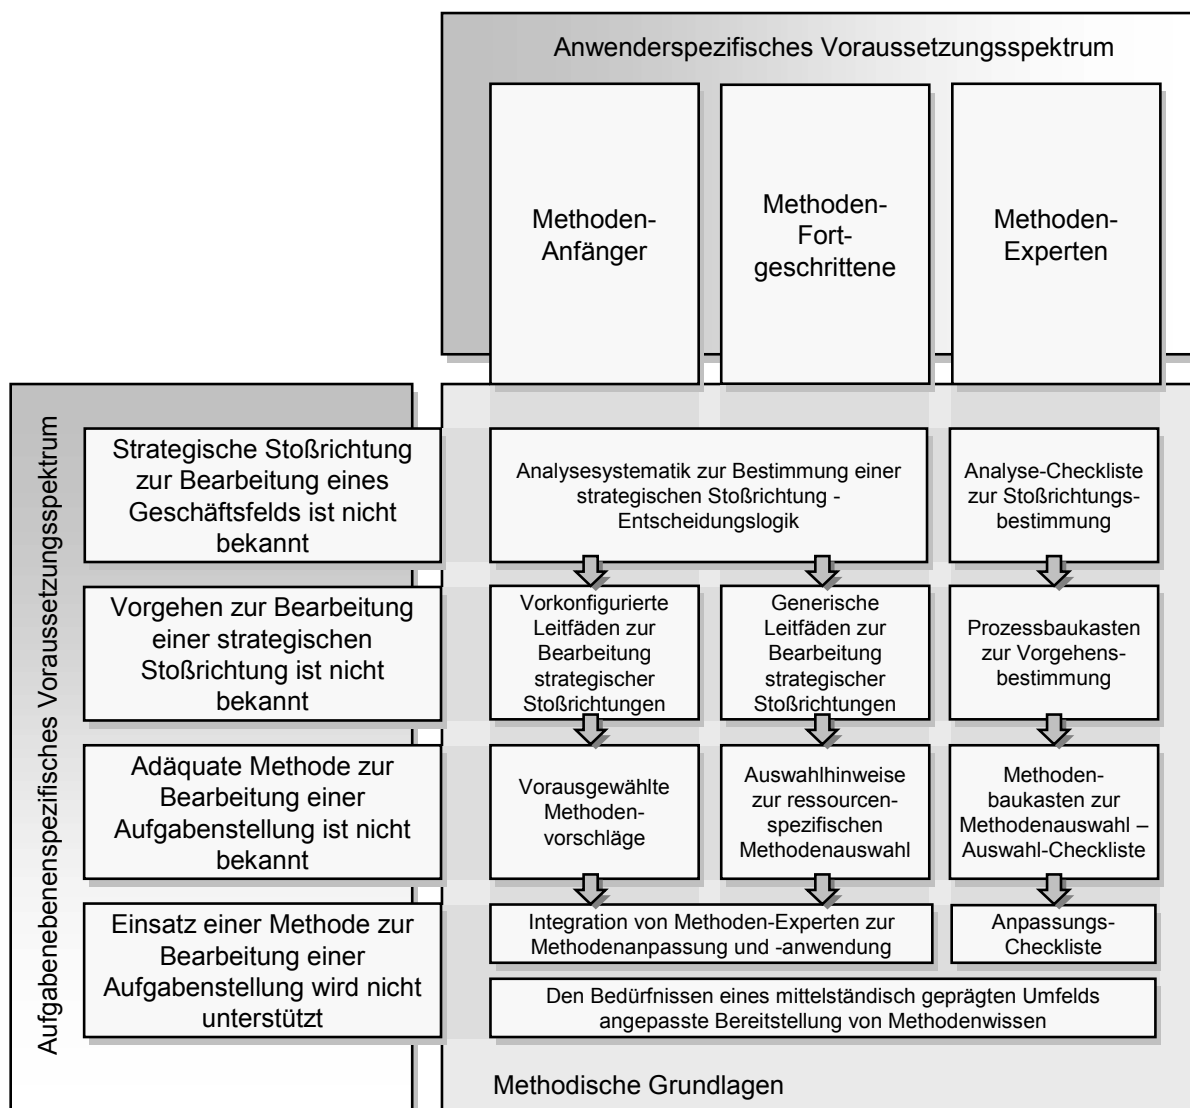 Anwenderspezifisches Voraussetzungsspektrum
Methoden-
Anfänger
Methoden-
Fort-
geschrittene
Methoden-
Experten
Aufgabenebenenspezifisches Voraussetzungsspektrum
Strategische Stoßrichtung
zur Bearbeitung eines
Geschäftsfelds ist nicht
bekannt
Analysesystematik zur Bestimmung einer
strategischen Stoßrichtung -
Entscheidungslogik
Analyse-Checkliste
zur Stoßrichtungs-
bestimmung
Vorgehen zur Bearbeitung
einer strategischen
Stoßrichtung ist nicht
bekannt
Vorkonfigurierte
Leitfäden zur
Bearbeitung
strategischer
Stoßrichtungen
Generische
Leitfäden zur
Bearbeitung
strategischer
Stoßrichtungen
Prozessbaukasten
zur Vorgehens-
bestimmung
Adäquate Methode zur
Bearbeitung einer
Aufgabenstellung ist nicht
bekannt
Vorausgewählte
Methoden-
vorschläge
Auswahlhinweise
zur ressourcen-
spezifischen
Methodenauswahl
Methoden-
baukasten zur
Methodenauswahl –
Auswahl-Checkliste
Einsatz einer Methode zur
Bearbeitung einer
Aufgabenstellung wird nicht
unterstützt
Integration von Methoden-Experten zur
Methodenanpassung und -anwendung
Anpassungs-
Checkliste
Den Bedürfnissen eines mittelständisch geprägten Umfelds
angepasste Bereitstellung von Methodenwissen
Methodische Grundlagen